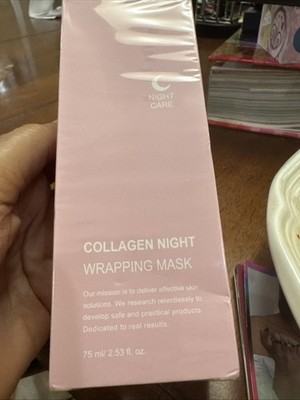 NIGHT
CARE
COLLAGEN NIGHT
WRAPPING MASK
Our mission is to deliver effective skin
solutions. We research relentlessly to
develop safe and practical products.
Dedicated to real results.
75 ml/ 2.53 fl. oz.